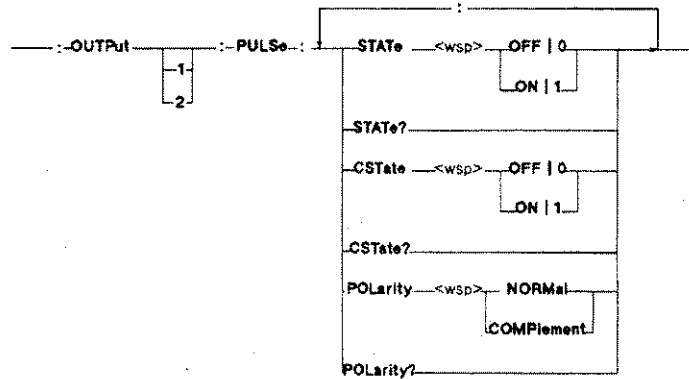 :
: OUTPut 1 2 : PULSe : STATe <wsp> OFF | 0
ON | 1
STATe?
CSTate <wsp> OFF | 0
ON | 1
CSTate?
POLarity <wsp> NORMal
COMPlement
POLarity?